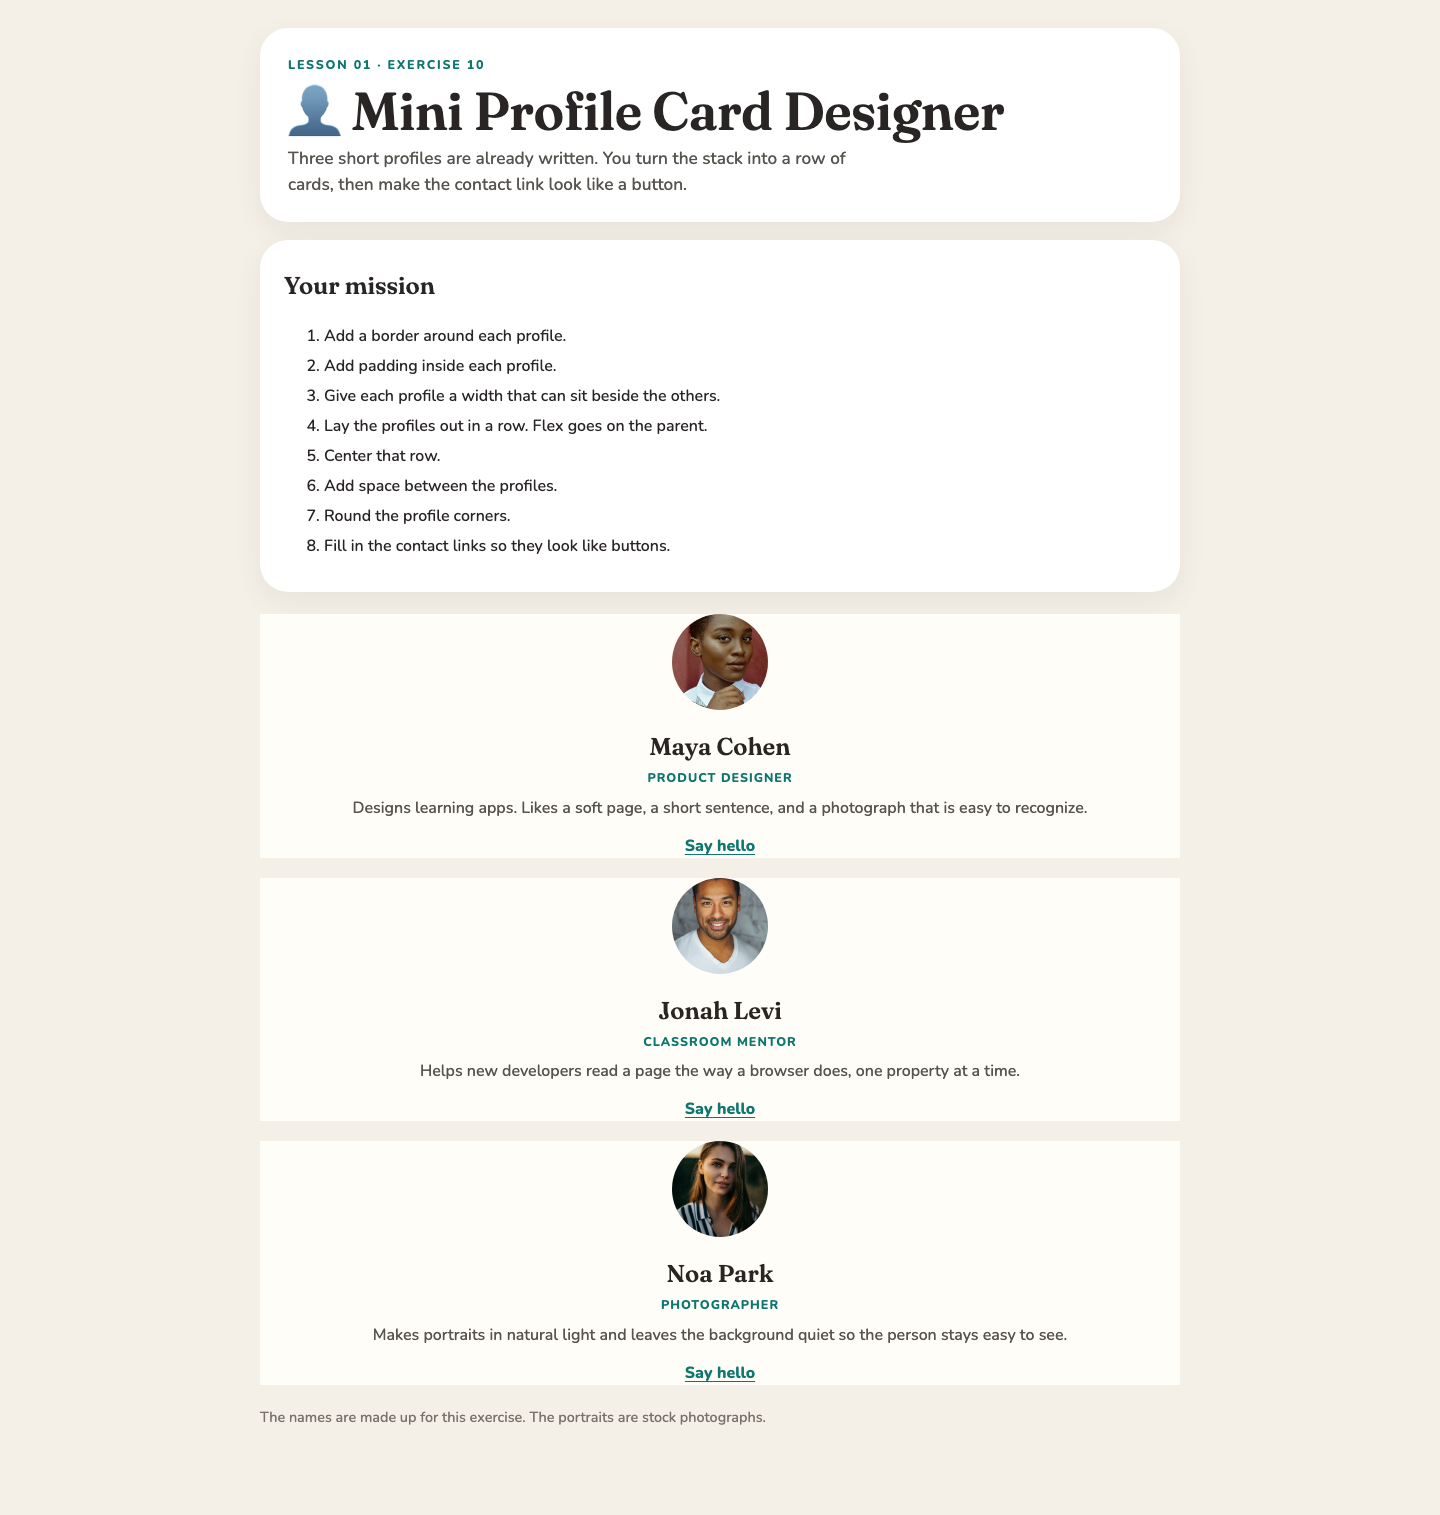 LESSON 01 · EXERCISE 10
Mini Profile Card Designer
Three short profiles are already written. You turn the stack into a row of
cards, then make the contact link look like a button.
Your mission
1. Add a border around each profile.
2. Add padding inside each profile.
3. Give each profile a width that can sit beside the others.
4. Lay the profiles out in a row. Flex goes on the parent.
5. Center that row.
6. Add space between the profiles.
7. Round the profile corners.
8. Fill in the contact links so they look like buttons.
Maya Cohen
PRODUCT DESIGNER
Designs learning apps. Likes a soft page, a short sentence, and a photograph that is easy to recognize.
Say hello
Jonah Levi
CLASSROOM MENTOR
Helps new developers read a page the way a browser does, one property at a time.
Say hello
Noa Park
PHOTOGRAPHER
Makes portraits in natural light and leaves the background quiet so the person stays easy to see.
Say hello
The names are made up for this exercise. The portraits are stock photographs.